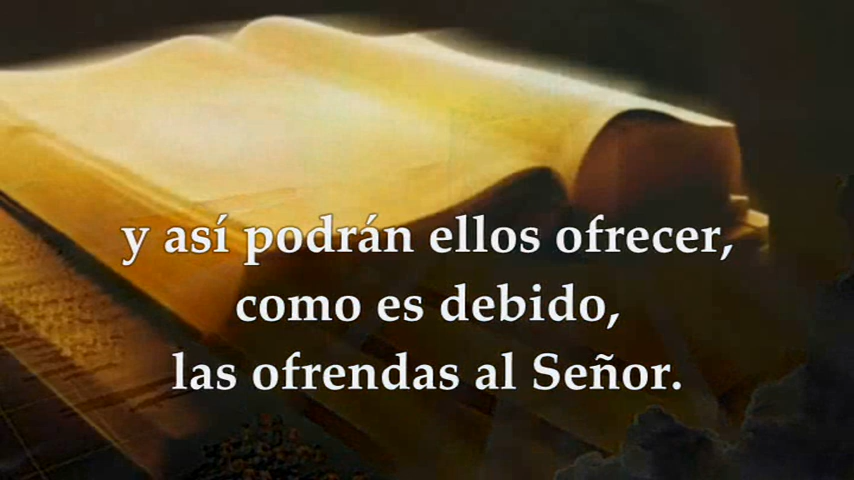 y así podrán ellos ofrecer,
como es debido,
las ofrendas al Señor.